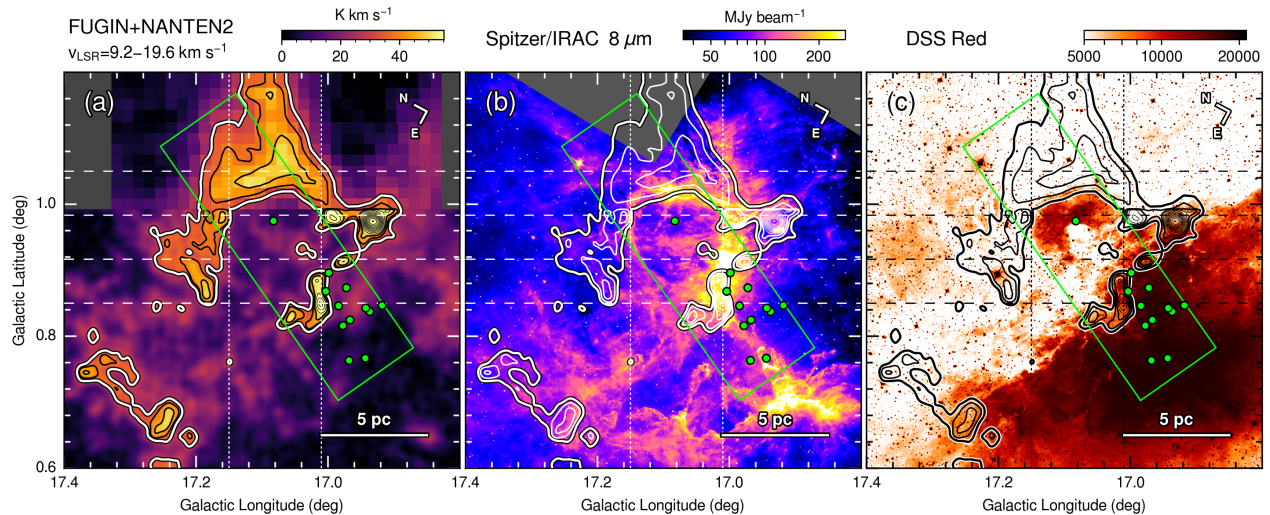 FUGIN+NANTEN2
v_LSR=9.2−19.6 km s⁻¹
K km s⁻¹
0 20 40
Spitzer/IRAC 8 μm
MJy beam⁻¹
50 100 200
DSS Red
5000 10000 20000
(a)
N
E
(b)
N
E
(c)
N
E
1.0
0.8
0.6
Galactic Latitude (deg)
5 pc
5 pc
5 pc
17.4 17.2 17.0
17.4 17.2 17.0
17.4 17.2 17.0
Galactic Longitude (deg)
Galactic Longitude (deg)
Galactic Longitude (deg)